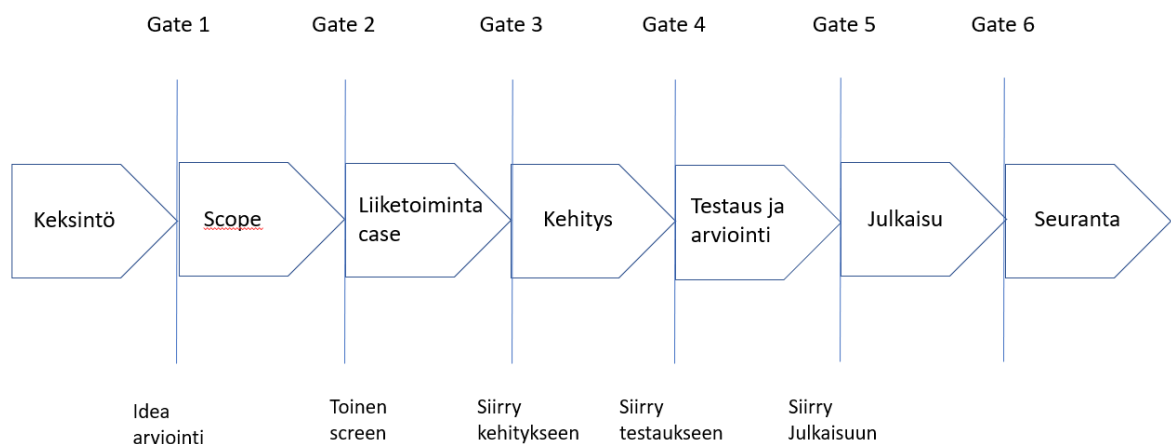 Gate 1
Gate 2
Gate 3
Gate 4
Gate 5
Gate 6
Keksintö
Scope
Liiketoiminta
case
Kehitys
Testaus ja
arviointi
Julkaisu
Seuranta
Idea
arviointi
Toinen
screen
Siirry
kehitykseen
Siirry
testaukseen
Siirry
Julkaisuun